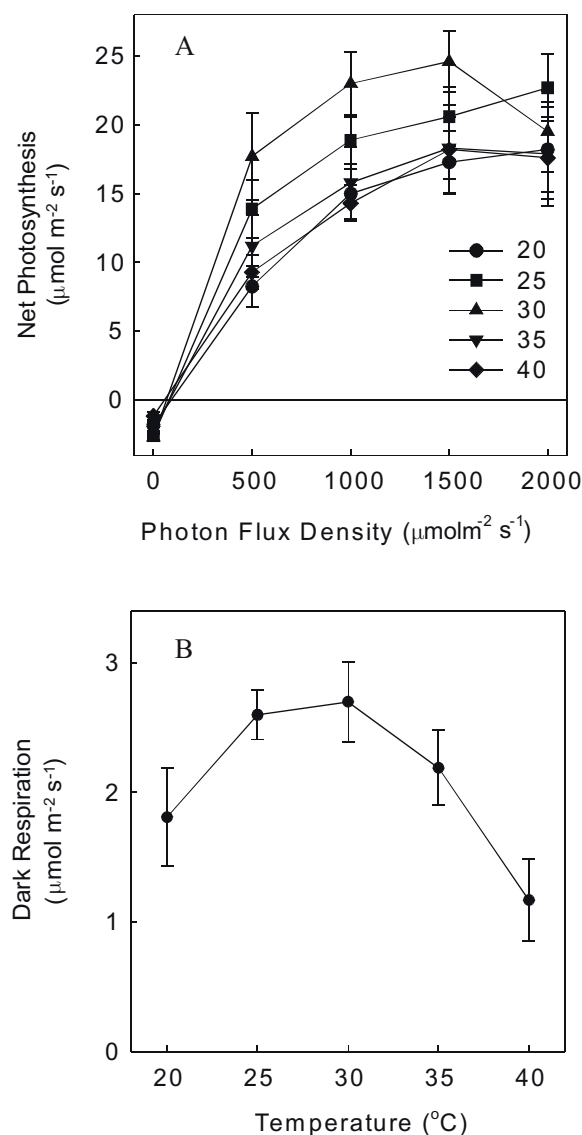 A
Net Photosynthesis
(μmol m-2 s-1)
25
20
15
10
5
0
20
25
30
35
40
0 500 1000 1500 2000
Photon Flux Density (μmolm-2 s-1)
B
Dark Respiration
(μmol m-2 s-1)
3
2
1
0
20 25 30 35 40
Temperature (oC)